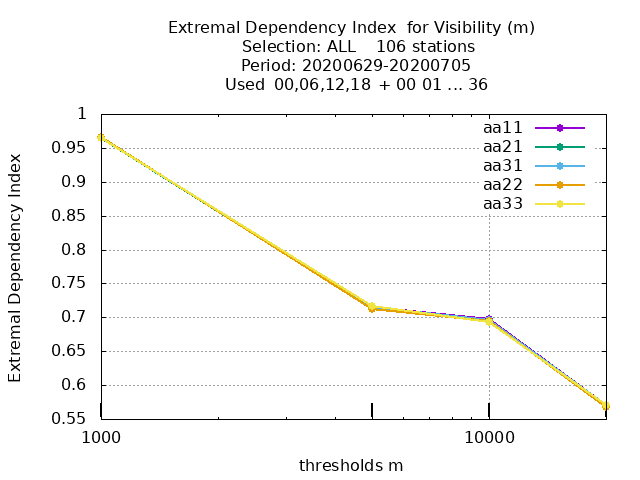 Extremal Dependency Index  for Visibility (m)
Selection: ALL    106 stations
Period: 20200629-20200705
Used  00,06,12,18  + 00 01 ... 36
Extremal Dependency Index
1
0.95
0.9
0.85
0.8
0.75
0.7
0.65
0.6
0.55
aa11
aa21
aa31
aa22
aa33
1000
10000
thresholds m